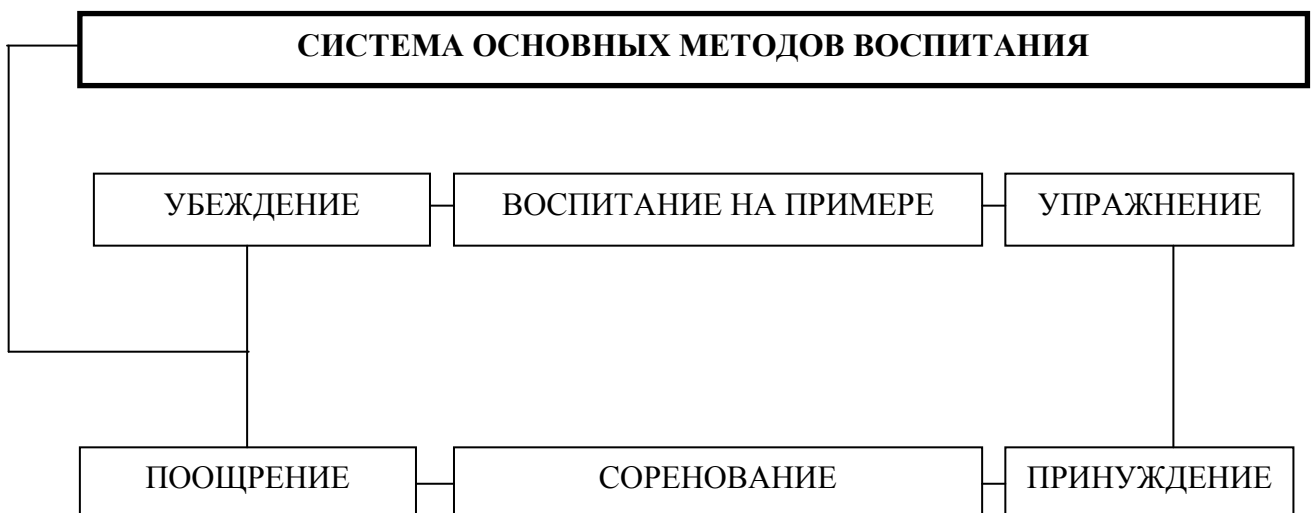 СИСТЕМА ОСНОВНЫХ МЕТОДОВ ВОСПИТАНИЯ
УБЕЖДЕНИЕ
ВОСПИТАНИЕ НА ПРИМЕРЕ
УПРАЖНЕНИЕ
ПООЩРЕНИЕ
СОРЕНОВАНИЕ
ПРИНУЖДЕНИЕ